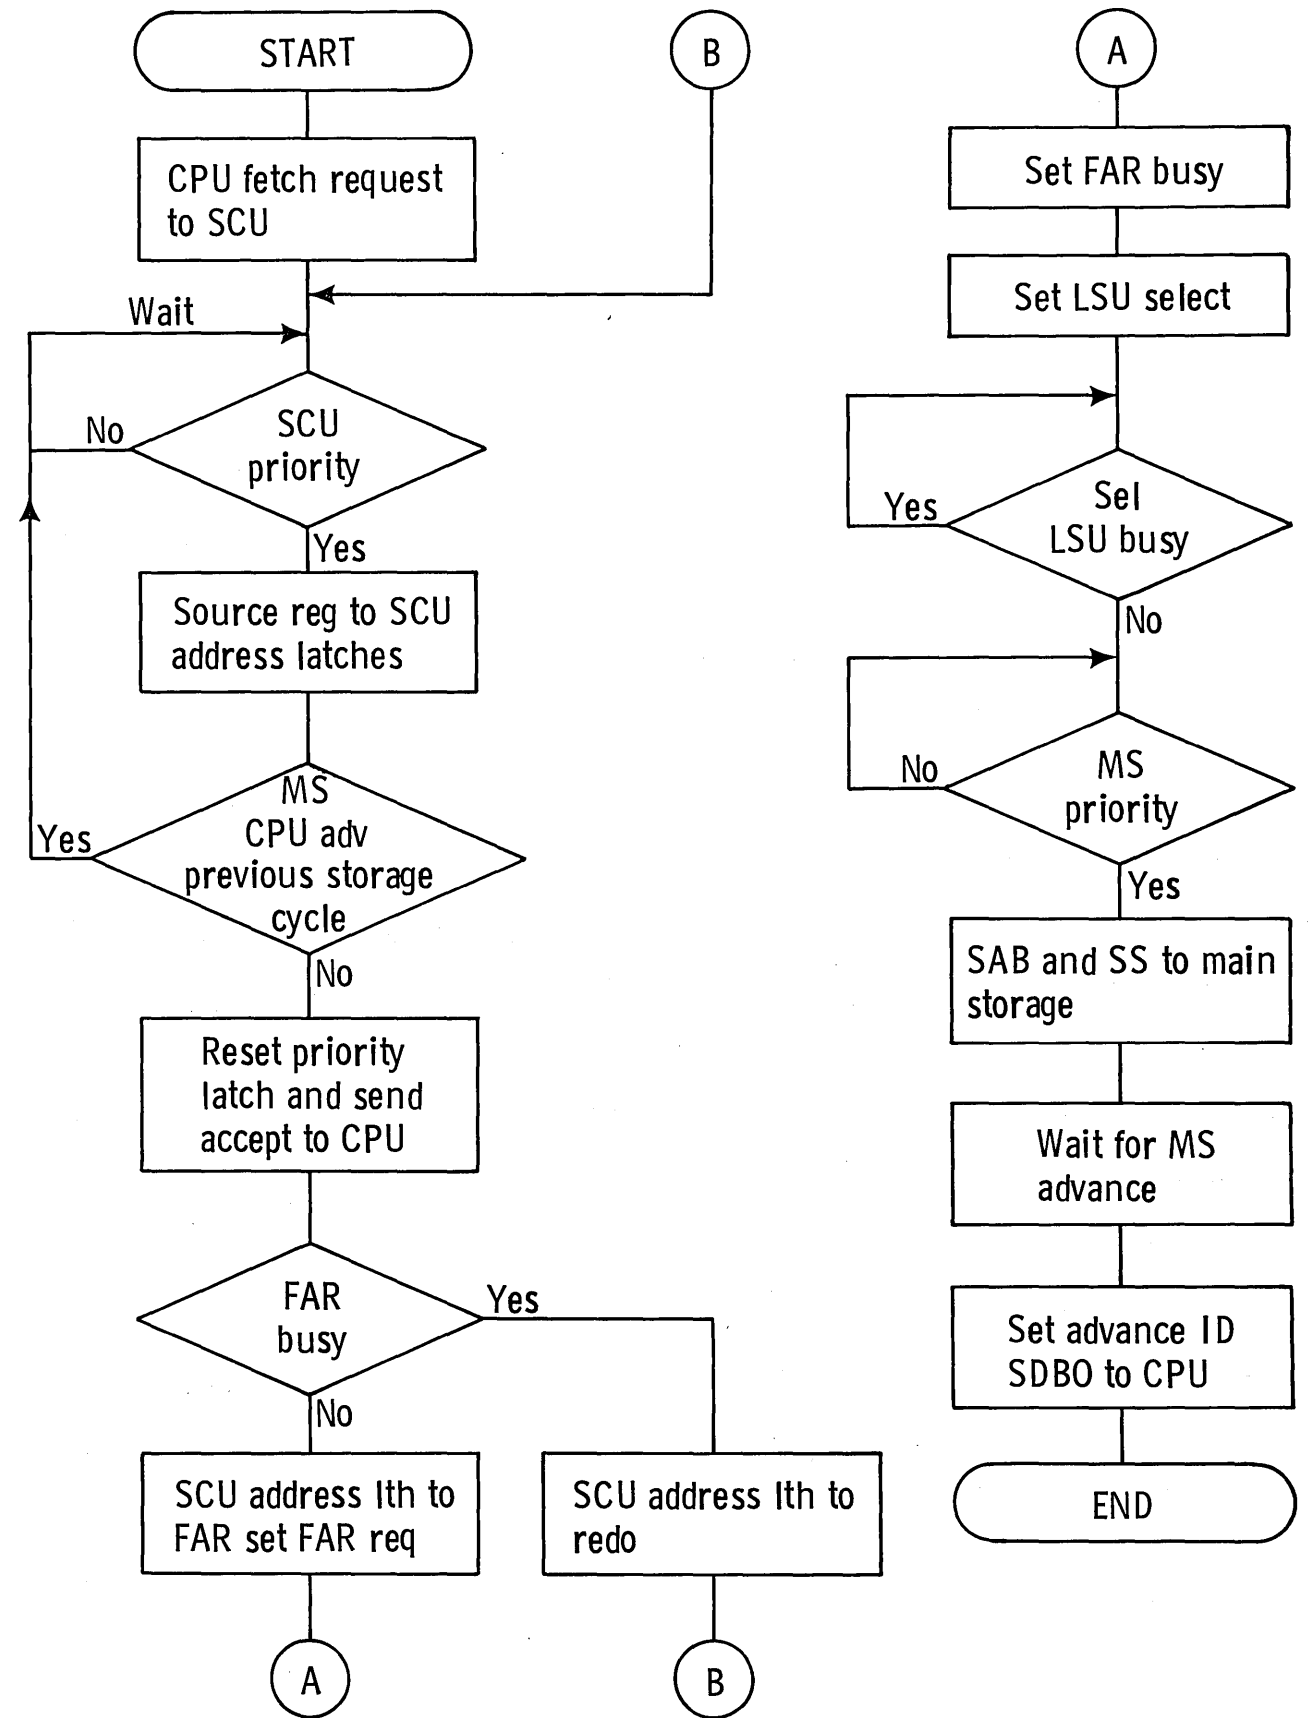 START
CPU fetch request
to SCU
Wait
No
SCU
priority
Yes
Source reg to SCU
address latches
MS
CPU adv
previous storage
cycle
Yes
No
Reset priority
latch and send
accept to CPU
FAR
busy
Yes
No
SCU address lth to
FAR set FAR req
A
SCU address lth to
redo
B
B
A
Set FAR busy
Set LSU select
Sel
LSU busy
Yes
No
MS
priority
No
Yes
SAB and SS to main
storage
Wait for MS
advance
Set advance ID
SDBO to CPU
END